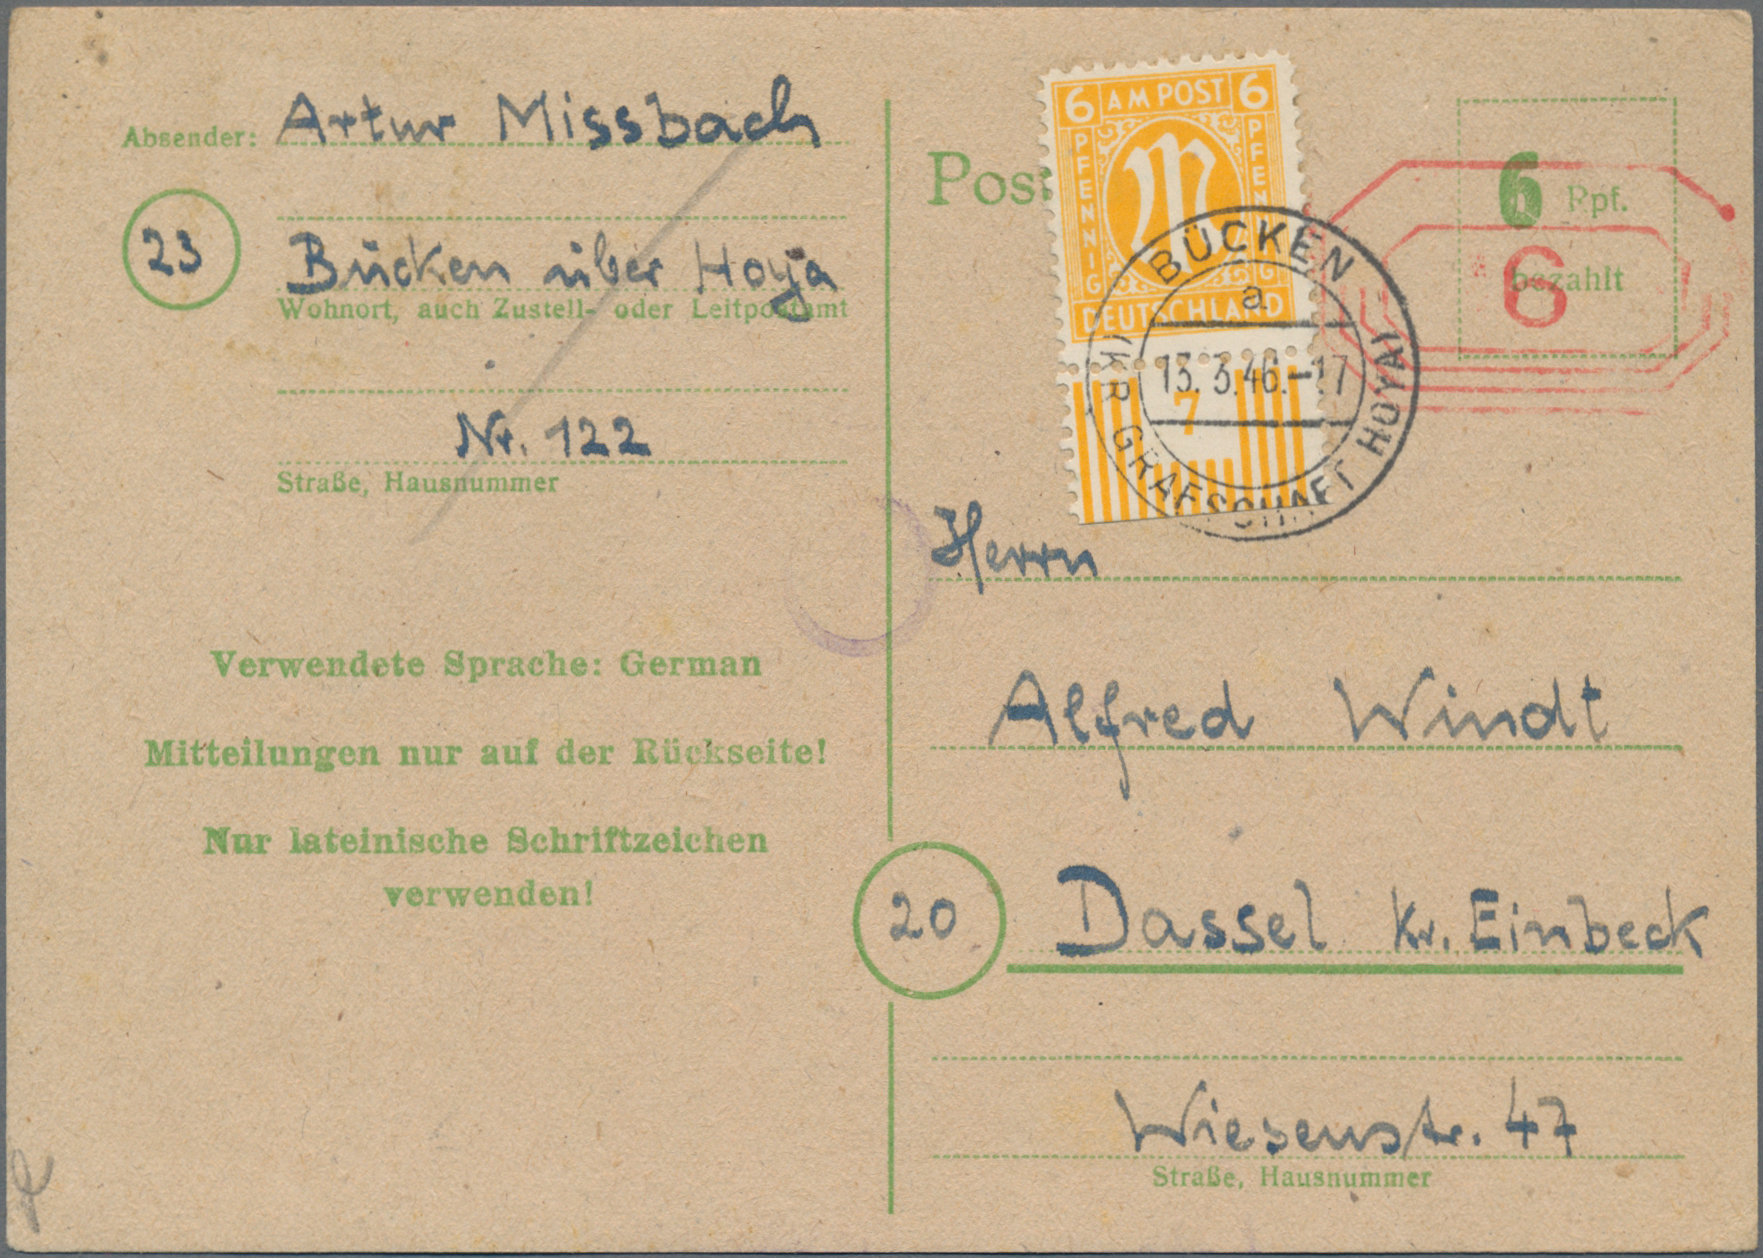 Absender: Artur Missbach
23 Bücken über Hoya
Wohnort, auch Zustell- oder Leitpostamt
Nr. 122
Straße, Hausnummer
Verwendete Sprache: German
Mitteilungen nur auf der Rückseite!
Nur lateinische Schriftzeichen
verwenden!
Post
6 AM POST 6
PFENNIG PFENNIG
DEUTSCHLAND
7
BÜCKEN
a
13.3.46.-17
(KR. GRAFSCHAFT HOYA)
6 Rpf.
bezahlt
6
Herrn
Alfred Windt
20 Dassel Kr. Einbeck
Wiesenstr. 47
Straße, Hausnummer